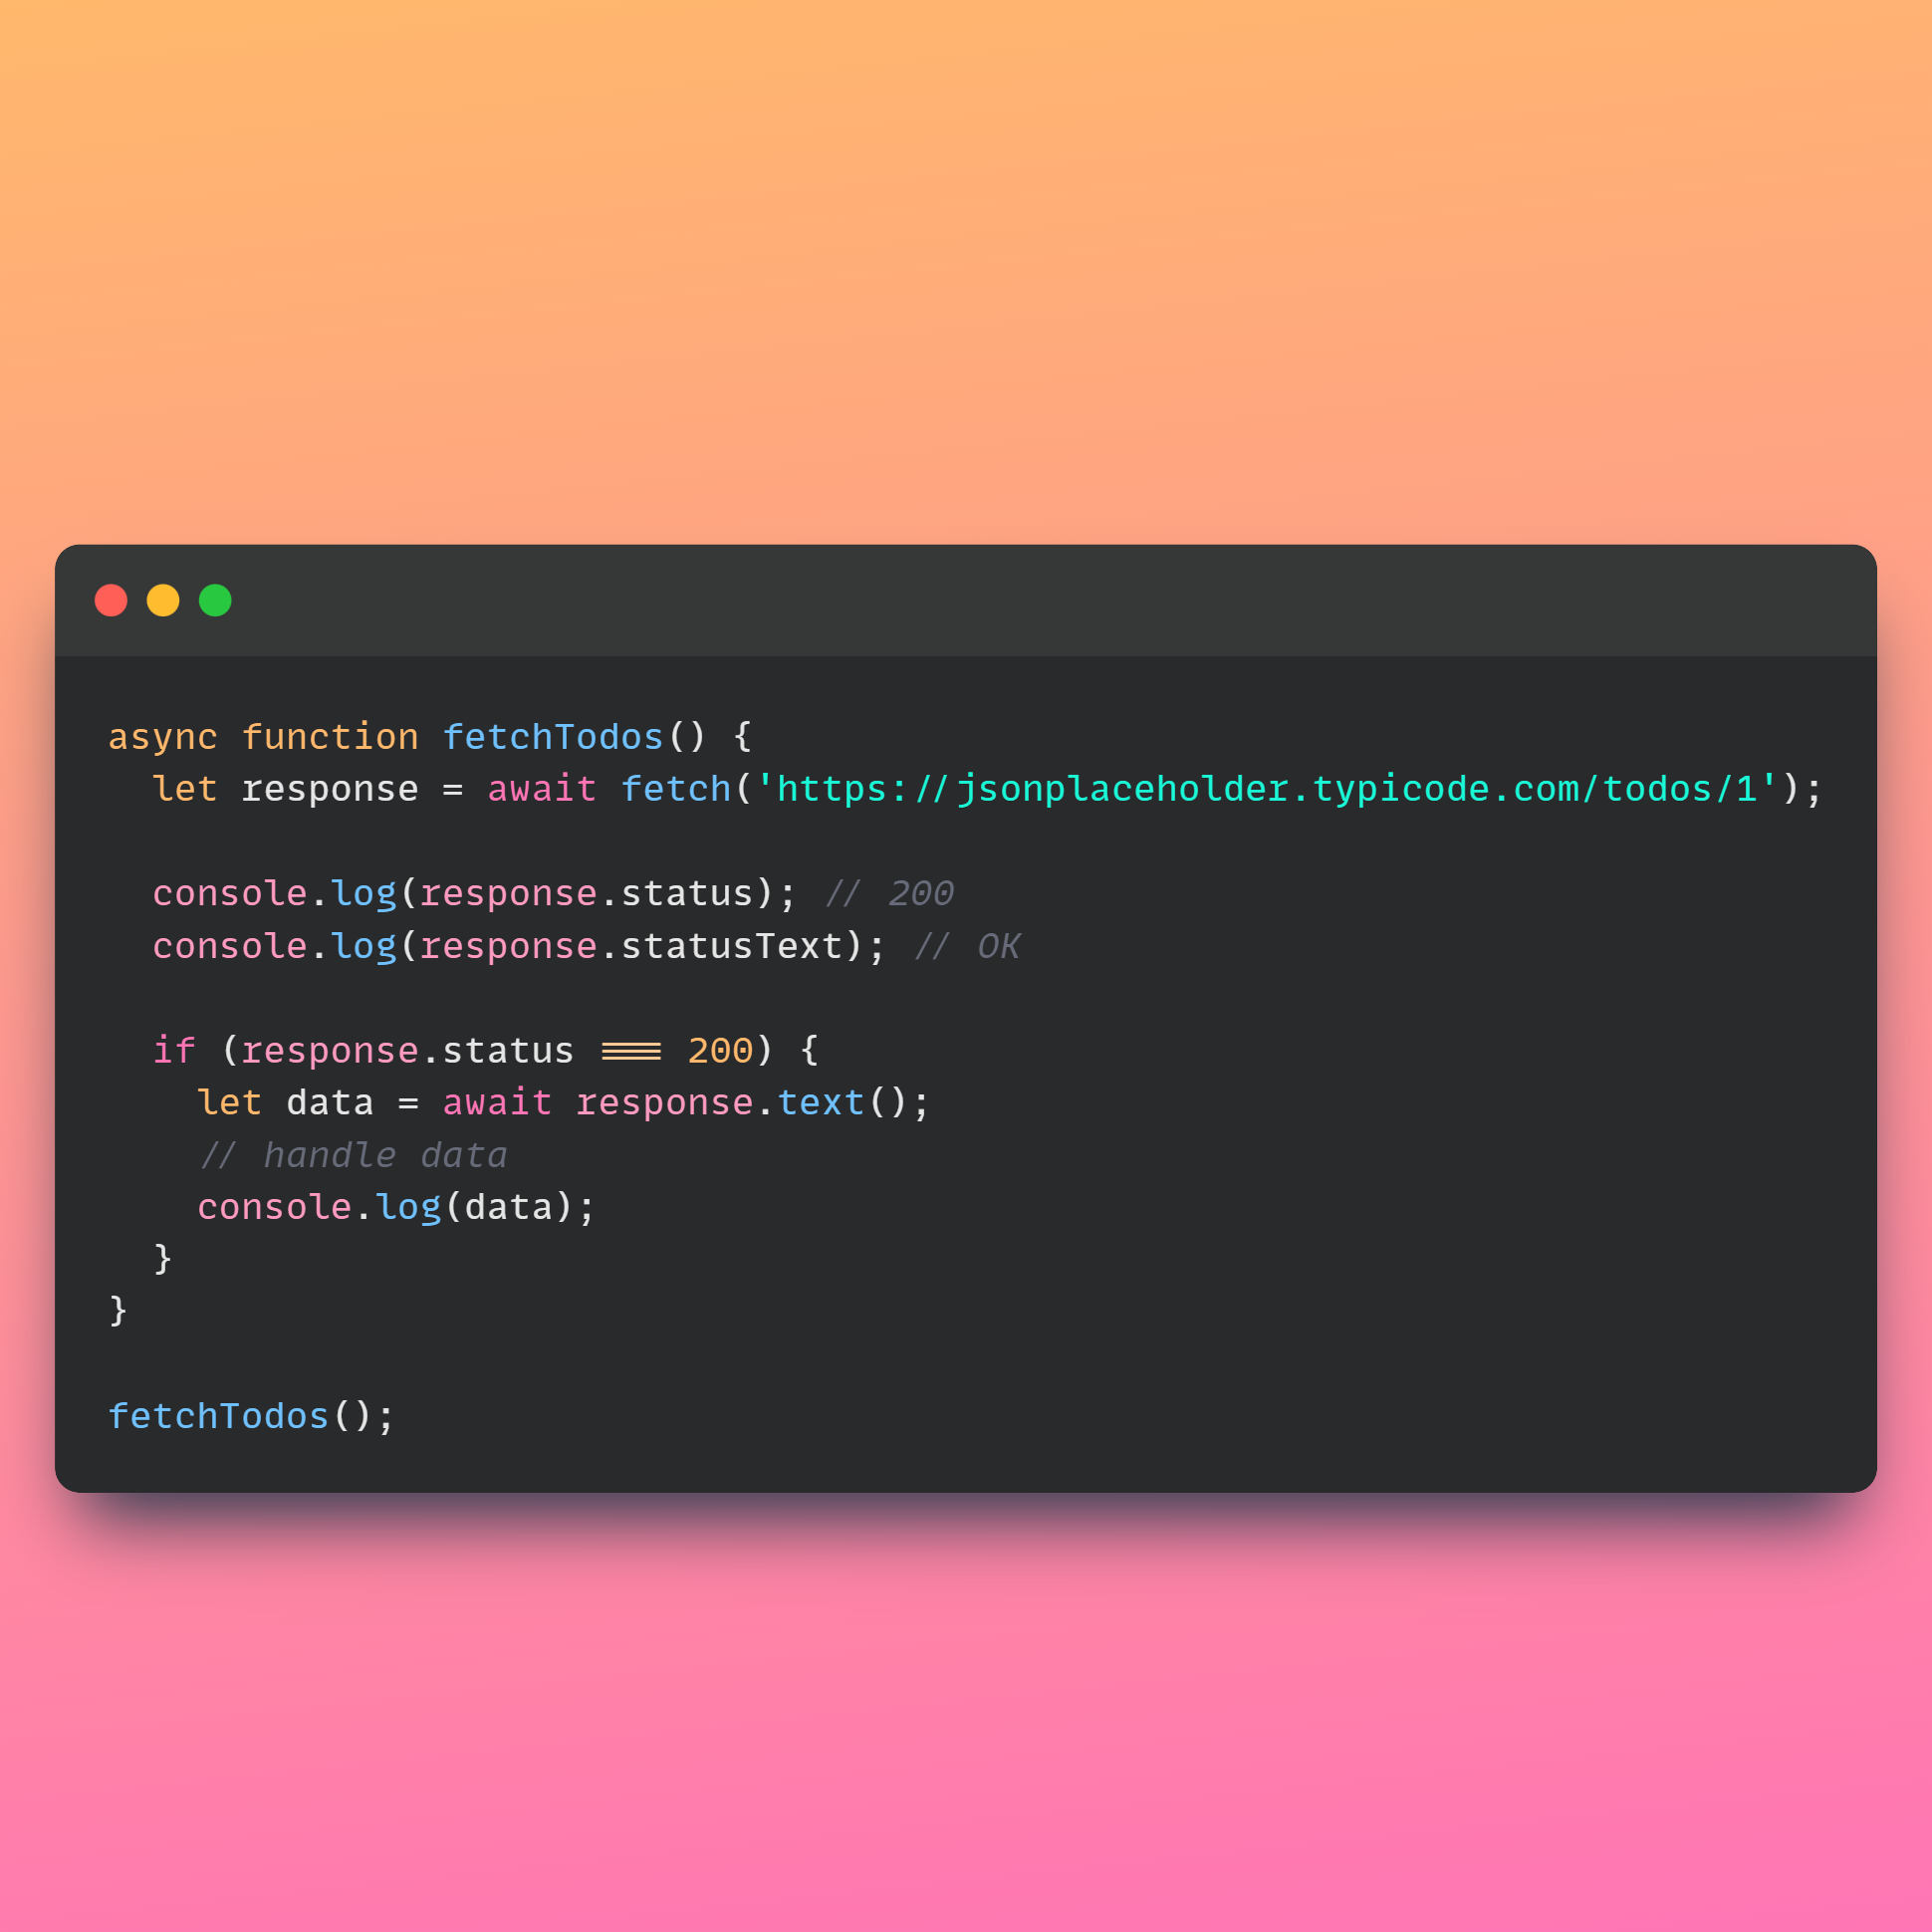 async function fetchTodos() {
  let response = await fetch('https://jsonplaceholder.typicode.com/todos/1');
  console.log(response.status); // 200
  console.log(response.statusText); // OK
  if (response.status === 200) {
    let data = await response.text();
    // handle data
    console.log(data);
  }
}
fetchTodos();